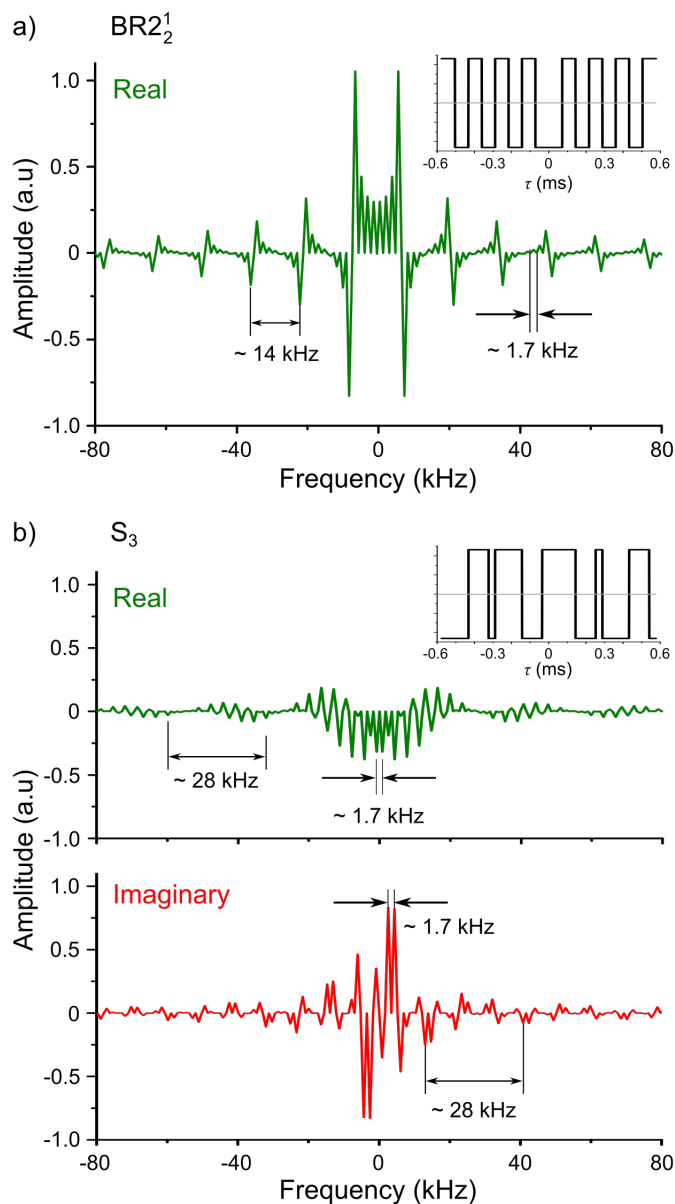 a) BR2₂¹
Real
1.0
0.5
0
-0.5
-1.0
Amplitude (a.u)
-0.6 -0.3 0 0.3 0.6
τ (ms)
~ 14 kHz
~ 1.7 kHz
-80 -40 0 40 80
Frequency (kHz)
b) S₃
Real
1.0
0.5
0
-0.5
-1.0
-0.6 -0.3 0 0.3 0.6
τ (ms)
~ 28 kHz
~ 1.7 kHz
Amplitude (a.u)
Imaginary
1.0
0.5
0
-0.5
-1.0
~ 1.7 kHz
~ 28 kHz
-80 -40 0 40 80
Frequency (kHz)